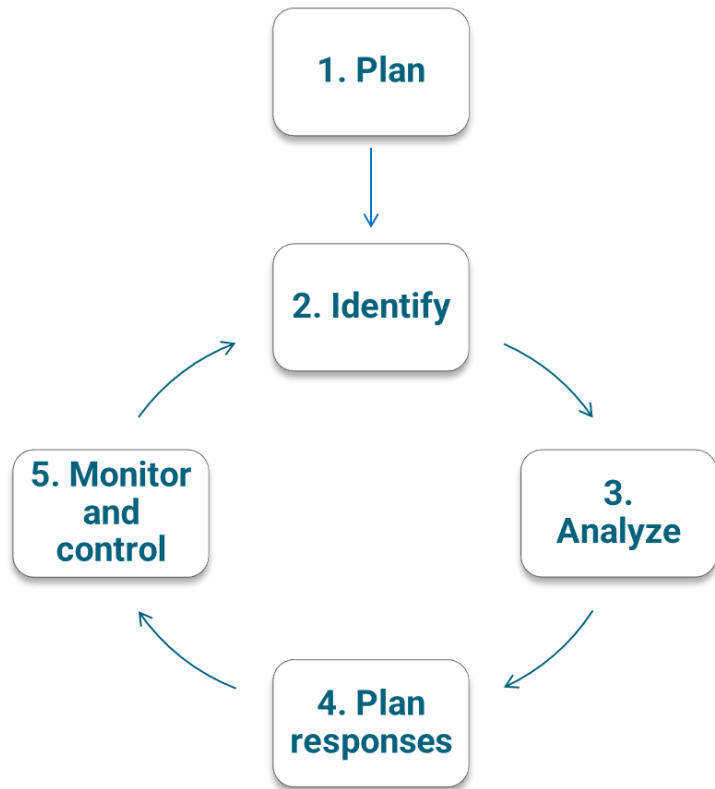 1. Plan
2. Identify
3.
Analyze
4. Plan
responses
5. Monitor
and
control